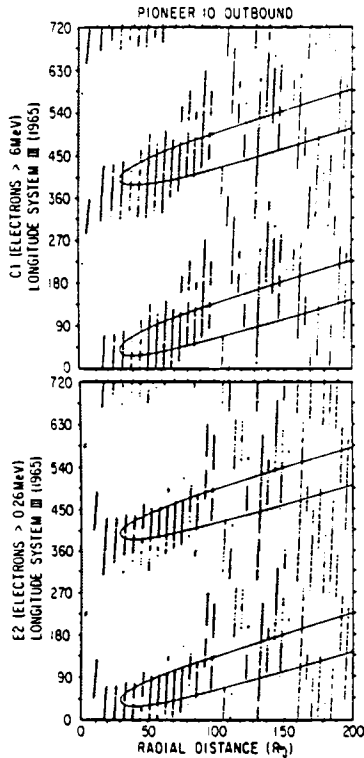 PIONEER 10 OUTBOUND
C1 (ELECTRONS > 6MeV)
LONGITUDE SYSTEM III (1965)
720
630
540
450
360
270
180
90
0
E2 (ELECTRONS > 0.26MeV)
LONGITUDE SYSTEM III (1965)
720
630
540
450
360
270
180
90
0
0 50 100 150 200
RADIAL DISTANCE (RJ)